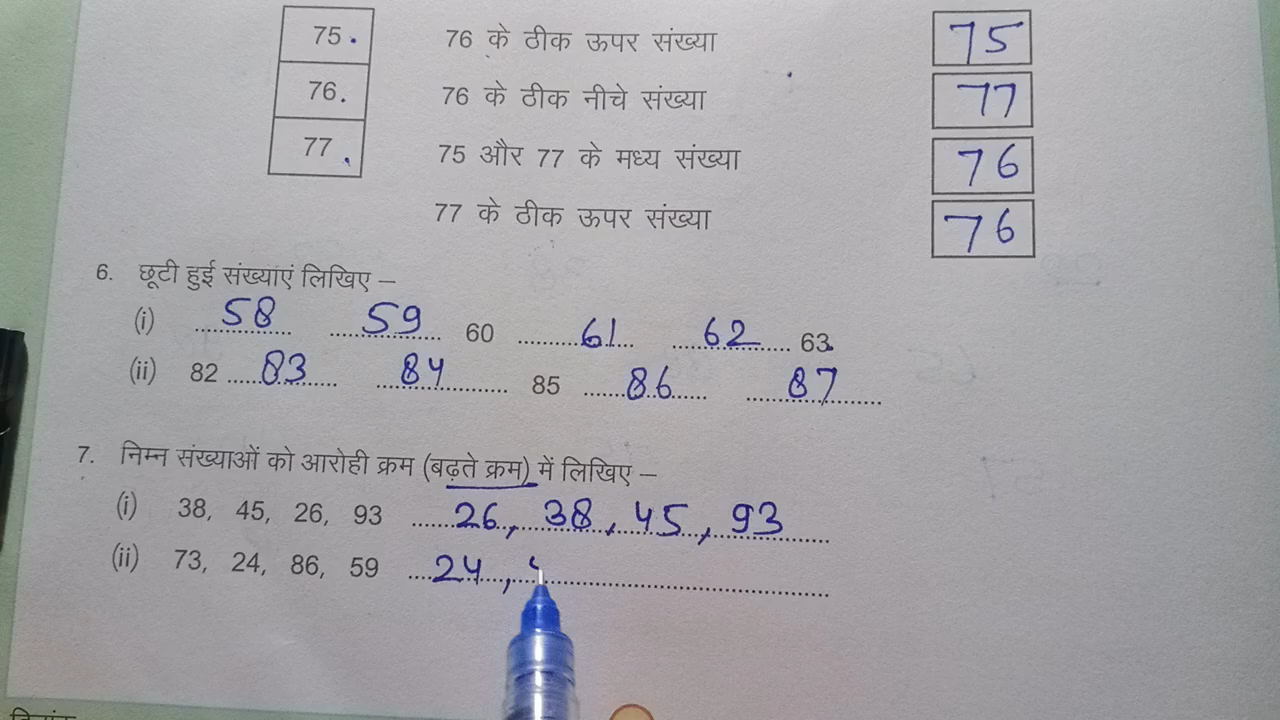 75. 76 के ठीक ऊपर संख्या 75
76. 76 के ठीक नीचे संख्या 77
77. 75 और 77 के मध्य संख्या 76
77 के ठीक ऊपर संख्या 76
6. छूटी हुई संख्याएं लिखिए –
(i) 58 59 60 61 62 63
(ii) 82 83 84 85 86 87
7. निम्न संख्याओं को आरोही क्रम (बढ़ते क्रम) में लिखिए –
(i) 38, 45, 26, 93 26, 38, 45, 93
(ii) 73, 24, 86, 59 24,